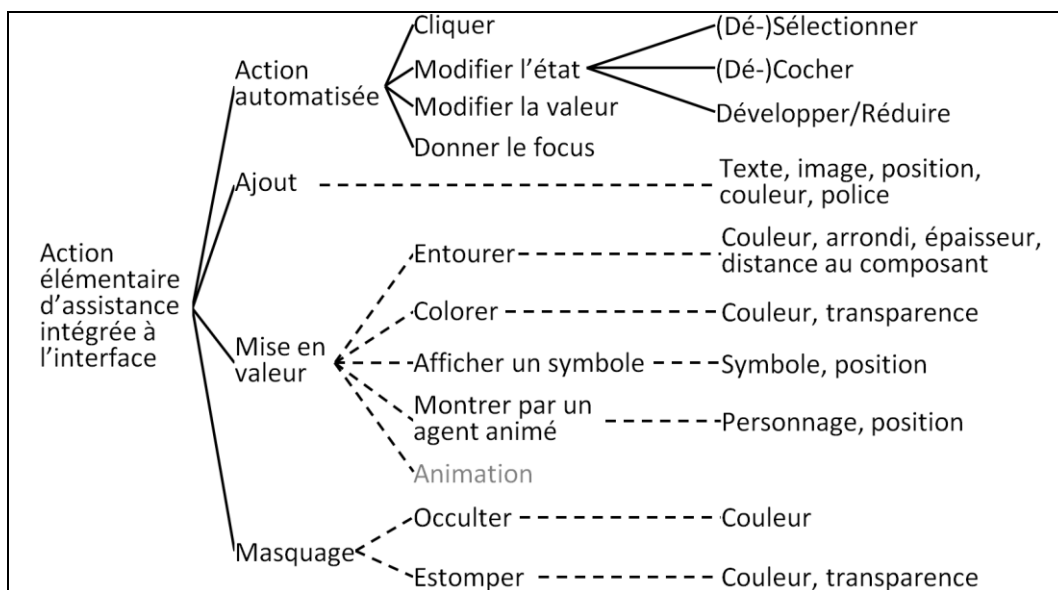 Action
élémentaire
d’assistance
intégrée à
l’interface
Action
automatisée
Cliquer
Modifier l’état
(Dé-)Sélectionner
(Dé-)Cocher
Développer/Réduire
Modifier la valeur
Donner le focus
Ajout
Texte, image, position,
couleur, police
Mise en
valeur
Entourer
Couleur, arrondi, épaisseur,
distance au composant
Colorer
Couleur, transparence
Afficher un symbole
Symbole, position
Montrer par un
agent animé
Personnage, position
Animation
Masquage
Occulter
Couleur
Estomper
Couleur, transparence